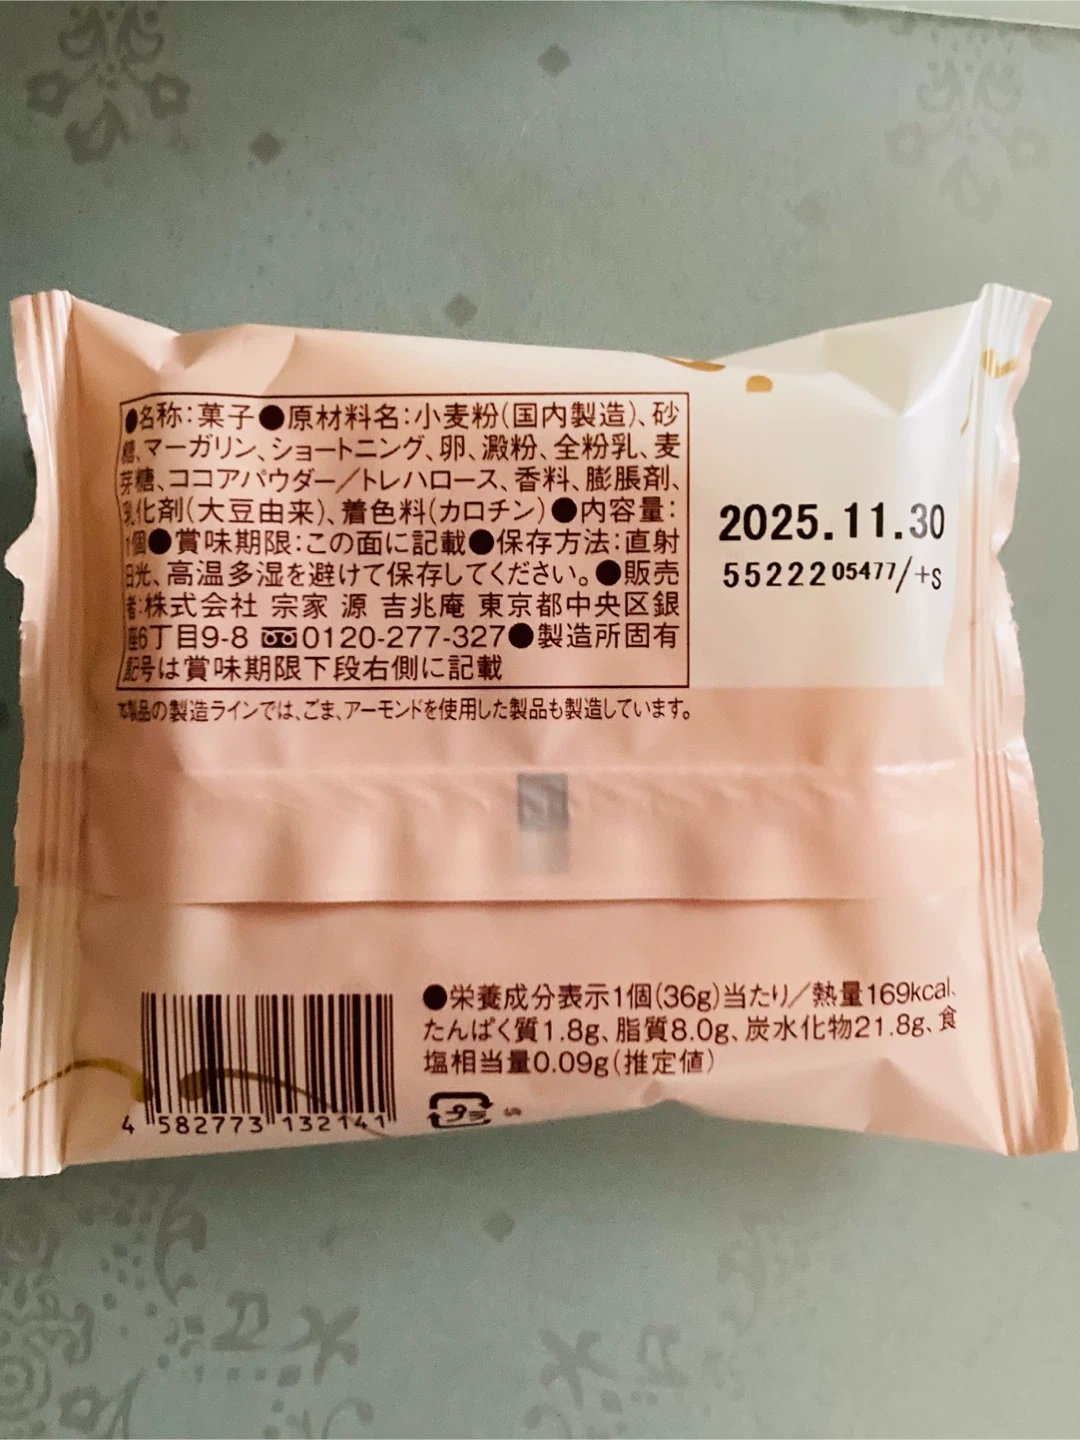 ●名称:菓子●原材料名:小麦粉(国内製造)、砂
糖、マーガリン、ショートニング、卵、澱粉、全粉乳、麦
芽糖、ココアパウダー／トレハロース、香料、膨脹剤、
乳化剤(大豆由来)、着色料(カロチン)●内容量:
1個●賞味期限:この面に記載●保存方法:直射
日光、高温多湿を避けて保存してください。●販売
者:株式会社 宗家 源 吉兆庵 東京都中央区銀
座6丁目9-8 0120-277-327●製造所固有
記号は賞味期限下段右側に記載
本製品の製造ラインでは、ごま、アーモンドを使用した製品も製造しています。
2025.11.30
55222 05477/+S
●栄養成分表示1個(36g)当たり／熱量169kcal、
たんぱく質1.8g、脂質8.0g、炭水化物21.8g、食
塩相当量0.09g(推定値)
プラ
4 582773 132141